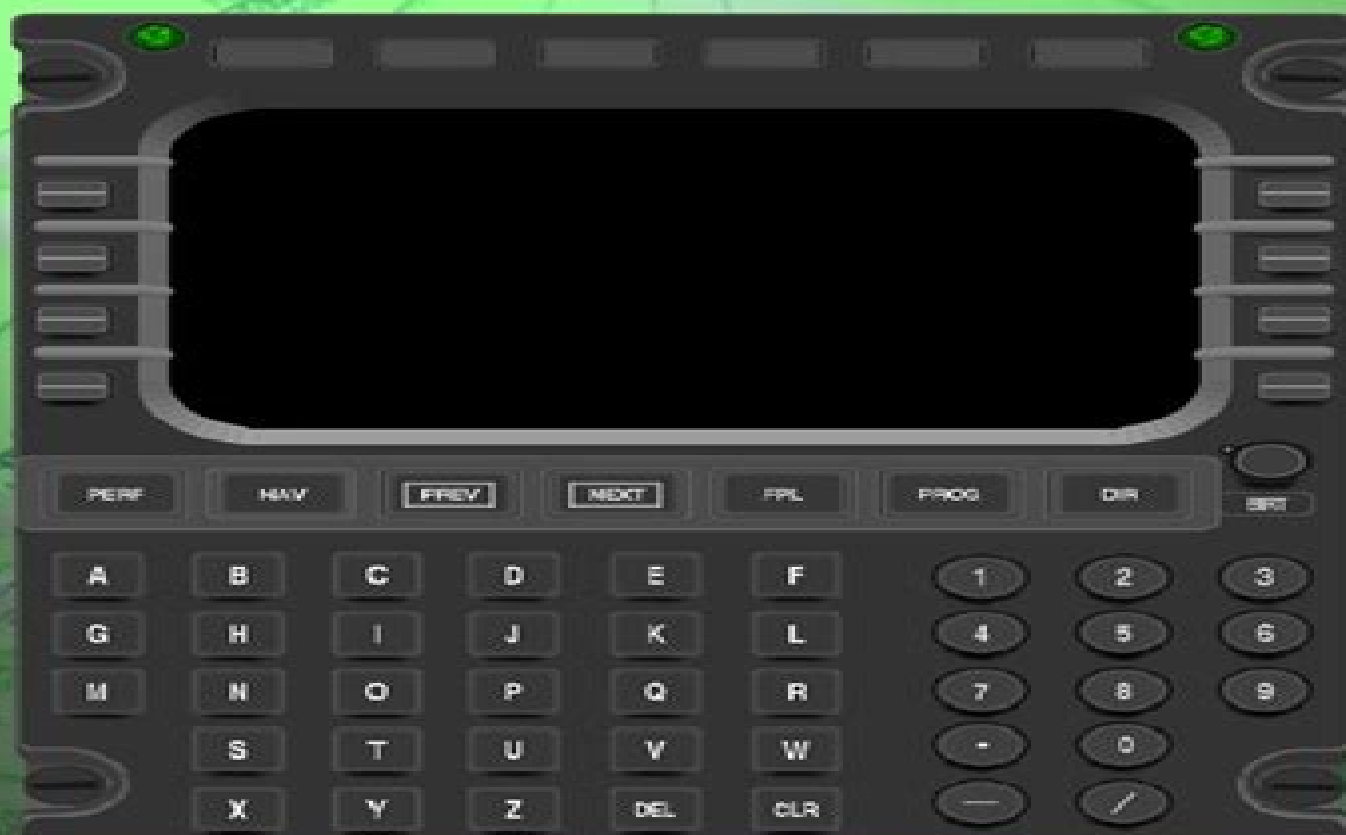 PERF NAV PREV NEXT FPL PROG DIR
BRT
A B C D E F 1 2 3
G H I J K L 4 5 6
M N O P Q R 7 8 9
S T U V W • 0
X Y Z DEL CLR — /